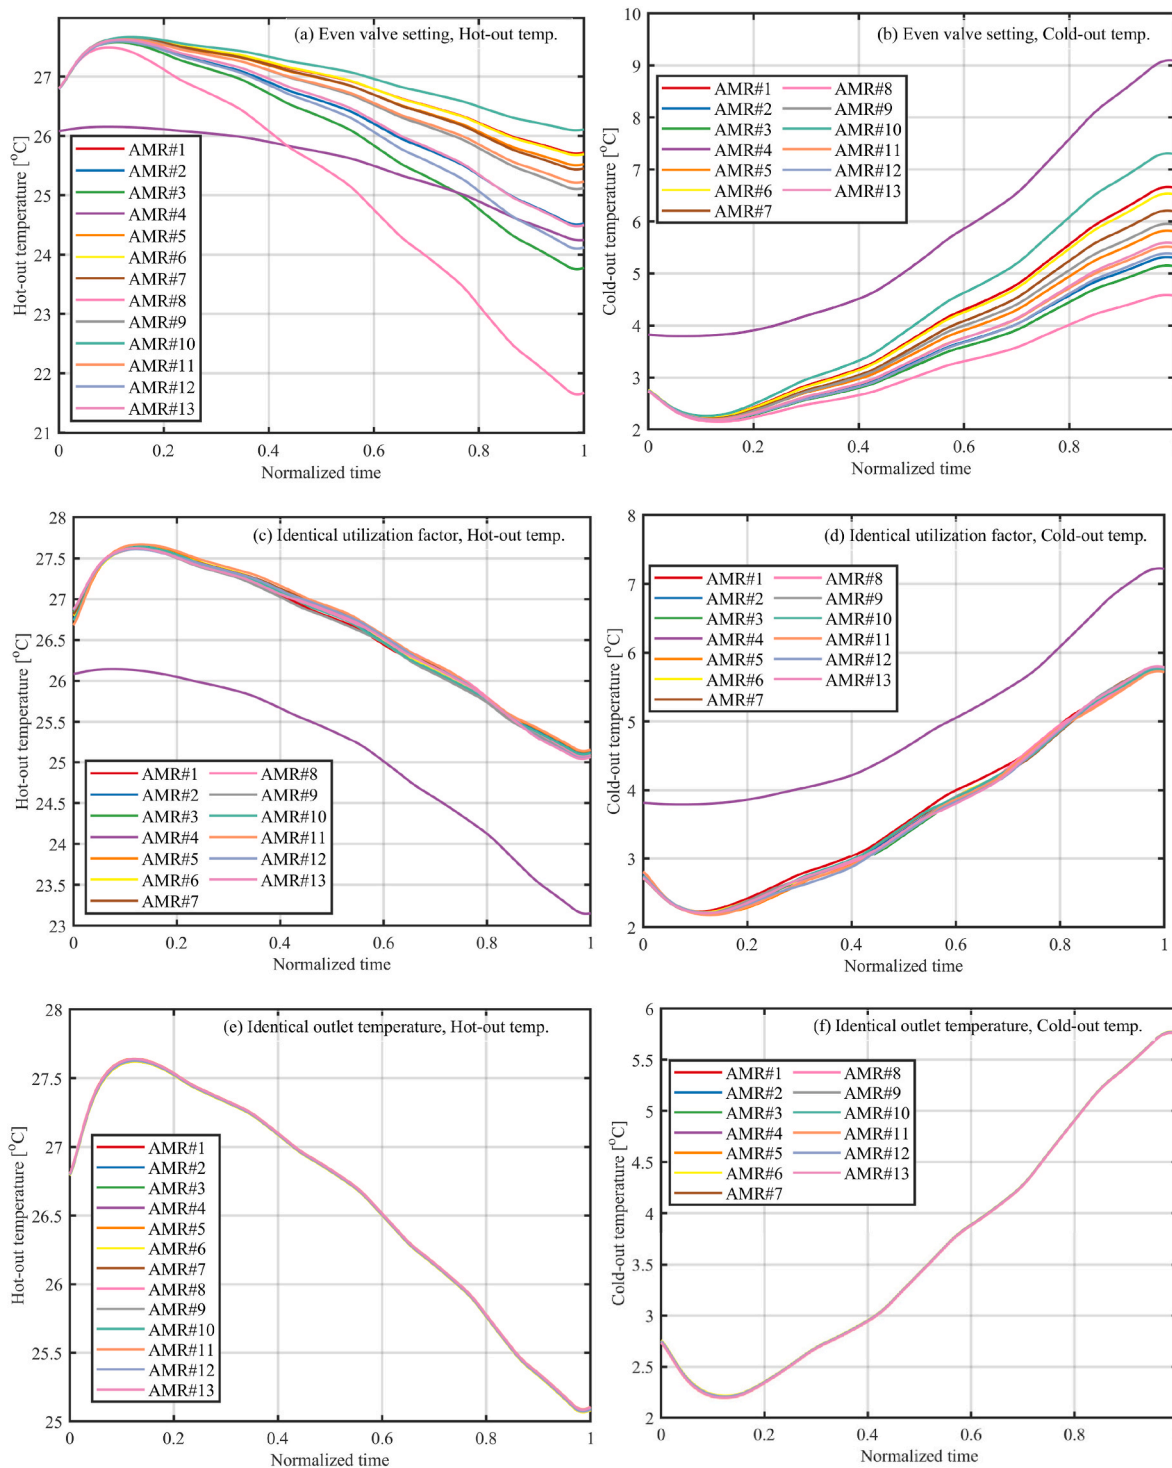 (a) Even valve setting, Hot-out temp.
Hot-out temperature [°C]
27
26
25
24
23
22
21
AMR#1
AMR#2
AMR#3
AMR#4
AMR#5
AMR#6
AMR#7
AMR#8
AMR#9
AMR#10
AMR#11
AMR#12
AMR#13
0 0.2 0.4 0.6 0.8 1
Normalized time
(b) Even valve setting, Cold-out temp.
Cold-out temperature [°C]
10
9
8
7
6
5
4
3
2
AMR#1 AMR#8
AMR#2 AMR#9
AMR#3 AMR#10
AMR#4 AMR#11
AMR#5 AMR#12
AMR#6 AMR#13
AMR#7
0 0.2 0.4 0.6 0.8
Normalized time
(c) Identical utilization factor, Hot-out temp.
Hot-out temperature [°C]
28
27.5
27
26.5
26
25.5
25
24.5
24
23.5
23
AMR#1 AMR#8
AMR#2 AMR#9
AMR#3 AMR#10
AMR#4 AMR#11
AMR#5 AMR#12
AMR#6 AMR#13
AMR#7
0 0.2 0.4 0.6 0.8 1
Normalized time
(d) Identical utilization factor, Cold-out temp.
Cold-out temperature [°C]
8
7
6
5
4
3
2
AMR#1 AMR#8
AMR#2 AMR#9
AMR#3 AMR#10
AMR#4 AMR#11
AMR#5 AMR#12
AMR#6 AMR#13
AMR#7
0 0.2 0.4 0.6 0.8 1
Normalized time
(e) Identical outlet temperature, Hot-out temp.
Hot-out temperature [°C]
28
27.5
27
26.5
26
25.5
25
AMR#1
AMR#2
AMR#3
AMR#4
AMR#5
AMR#6
AMR#7
AMR#8
AMR#9
AMR#10
AMR#11
AMR#12
AMR#13
0 0.2 0.4 0.6 0.8 1
Normalized time
(f) Identical outlet temperature, Cold-out temp.
Cold-out temperature [°C]
6
5.5
5
4.5
4
3.5
3
2.5
2
AMR#1 AMR#8
AMR#2 AMR#9
AMR#3 AMR#10
AMR#4 AMR#11
AMR#5 AMR#12
AMR#6 AMR#13
AMR#7
0 0.2 0.4 0.6 0.8
Normalized time